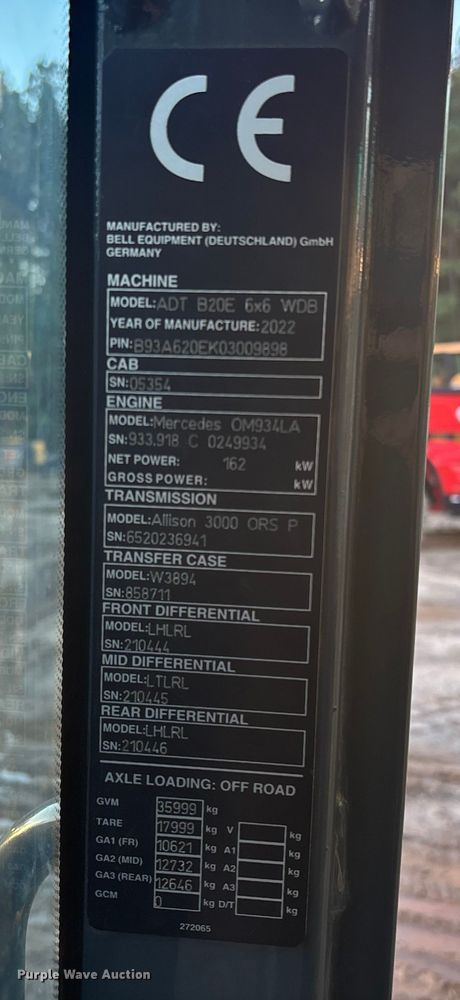 CE
MANUFACTURED BY:
BELL EQUIPMENT (DEUTSCHLAND) GmbH
GERMANY
MACHINE
MODEL:ADT B20E 6x6 WDB
YEAR OF MANUFACTURE:2022
PIN:B93A620EK03009898
CAB
SN:05354
ENGINE
MODEL:Mercedes OM934LA
SN:933.918 C 0249934
NET POWER: 162 kW
GROSS POWER: kW
TRANSMISSION
MODEL:Allison 3000 ORS P
SN:6520236941
TRANSFER CASE
MODEL:W3894
SN:858711
FRONT DIFFERENTIAL
MODEL:LHLRL
SN:210444
MID DIFFERENTIAL
MODEL:LTLRL
SN:210445
REAR DIFFERENTIAL
MODEL:LHLRL
SN:210446
AXLE LOADING: OFF ROAD
GVM 35999 kg
TARE 17999 kg V kg
GA1 (FR) 10621 kg A1 kg
GA2 (MID) 12732 kg A2 kg
GA3 (REAR) 12646 kg A3 kg
GCM 0 kg D/T kg
272065
Purple Wave Auction